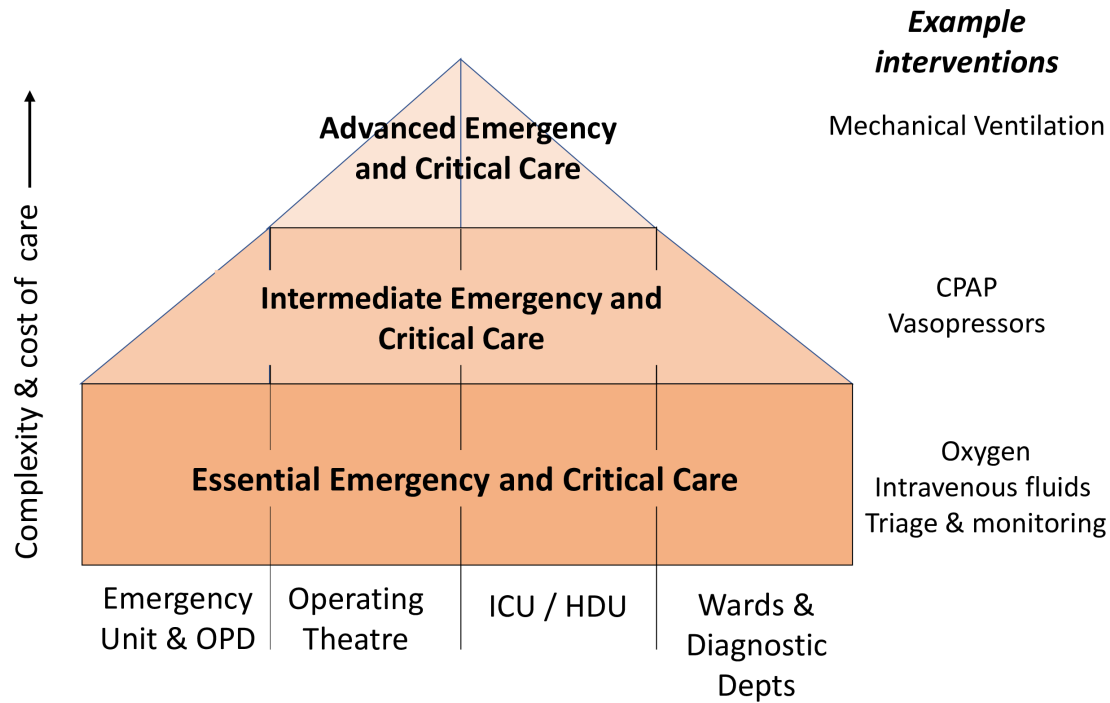 Example
interventions
Complexity & cost of care
Advanced Emergency
and Critical Care
Mechanical Ventilation
Intermediate Emergency and
Critical Care
CPAP
Vasopressors
Essential Emergency and Critical Care
Oxygen
Intravenous fluids
Triage & monitoring
Emergency
Unit & OPD
Operating
Theatre
ICU / HDU
Wards &
Diagnostic
Depts